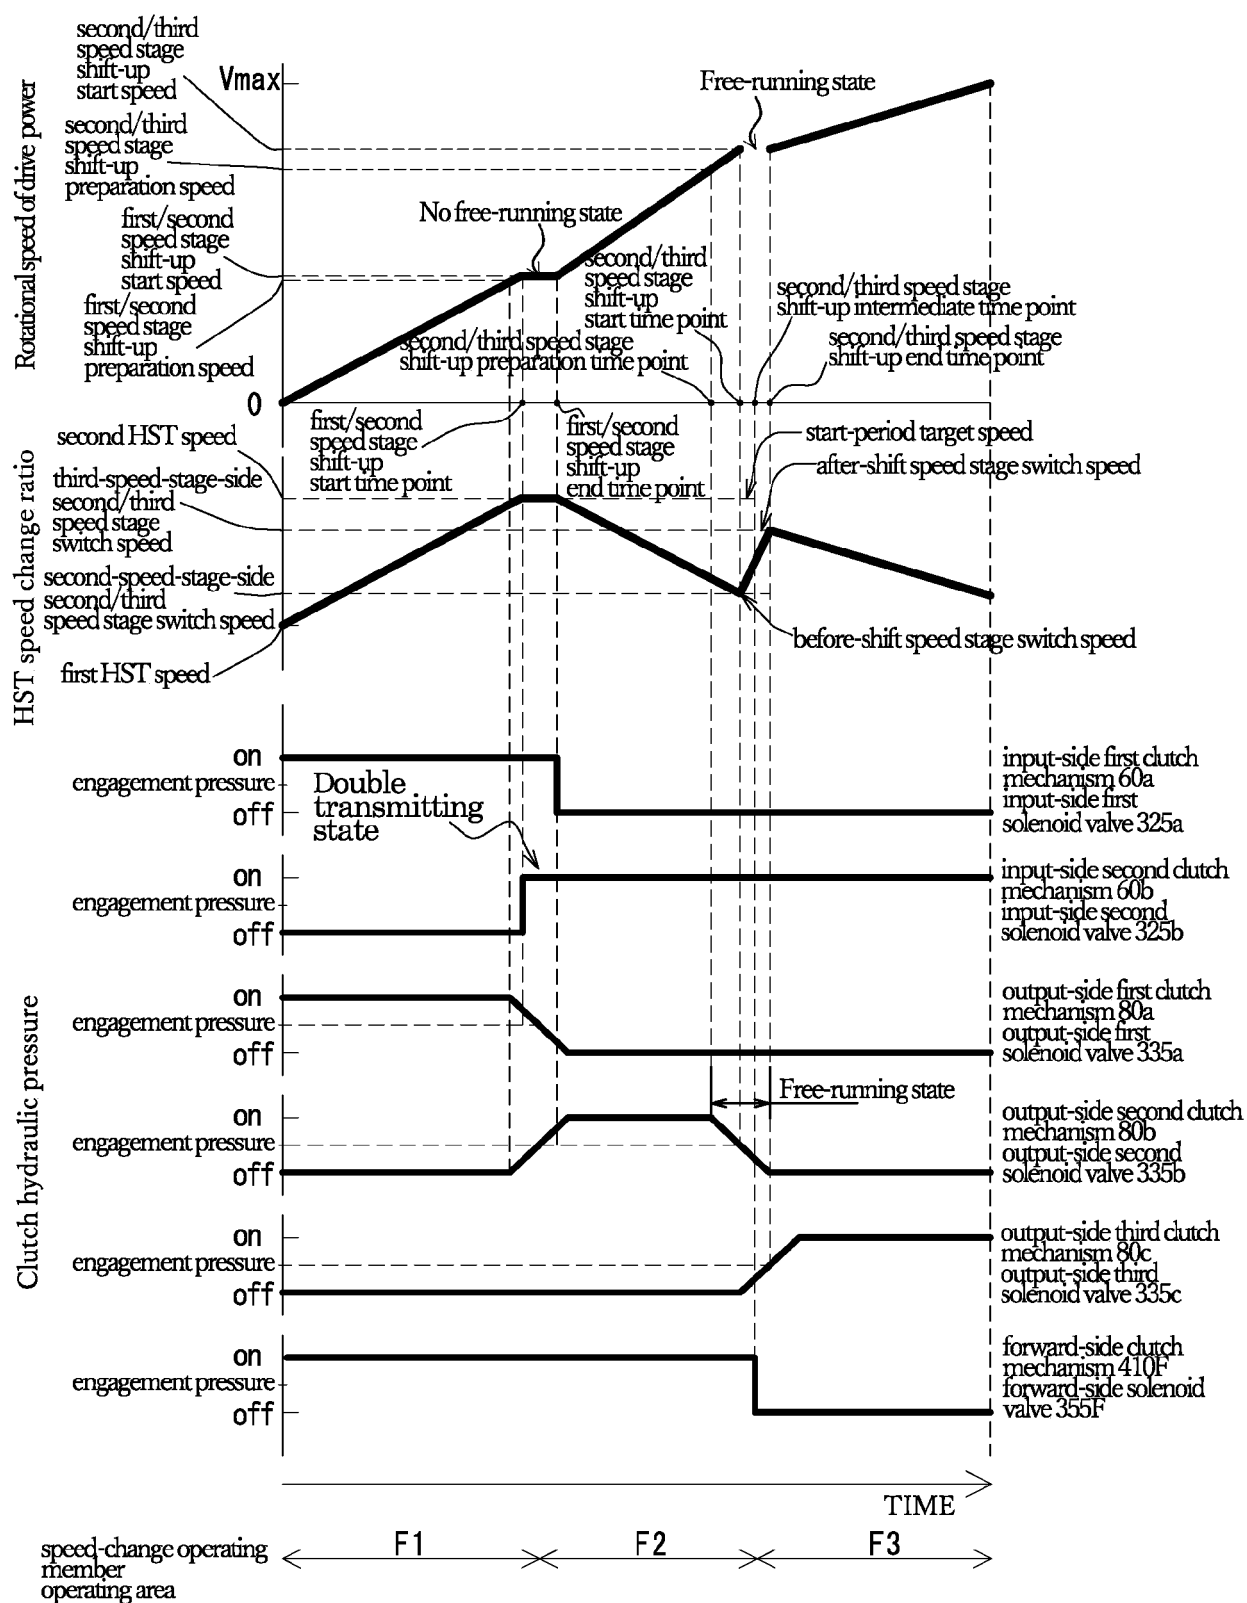 second/third
speed stage
shift-up
start speed
Vmax
Free-running state
second/third
speed stage
shift-up
preparation speed
Rotational speed of drive power
No free-running state
first/second
speed stage
shift-up
start speed
second/third
speed stage
shift-up
start time point
second/third speed stage
shift-up intermediate time point
first/second
speed stage
shift-up
preparation speed
second/third speed stage
shift-up preparation time point
second/third speed stage
shift-up end time point
0
first/second
speed stage
shift-up
start time point
first/second
speed stage
shift-up
end time point
second HST speed
start-period target speed
after-shift speed stage switch speed
third-speed-stage-side
second/third
speed stage
switch speed
HST speed change ratio
second-speed-stage-side
second/third
speed stage switch speed
before-shift speed stage switch speed
first HST speed
on
engagement pressure
off
Double
transmitting
state
input-side first clutch
mechanism 60a
input-side first
solenoid valve 325a
on
engagement pressure
off
input-side second clutch
mechanism 60b
input-side second
solenoid valve 325b
Clutch hydraulic pressure
on
engagement pressure
off
output-side first clutch
mechanism 80a
output-side first
solenoid valve 335a
Free-running state
on
engagement pressure
off
output-side second clutch
mechanism 80b
output-side second
solenoid valve 335b
on
engagement pressure
off
output-side third clutch
mechanism 80c
output-side third
solenoid valve 335c
on
engagement pressure
off
forward-side clutch
mechanism 410F
forward-side solenoid
valve 355F
TIME
speed-change operating
member
operating area
F1
F2
F3